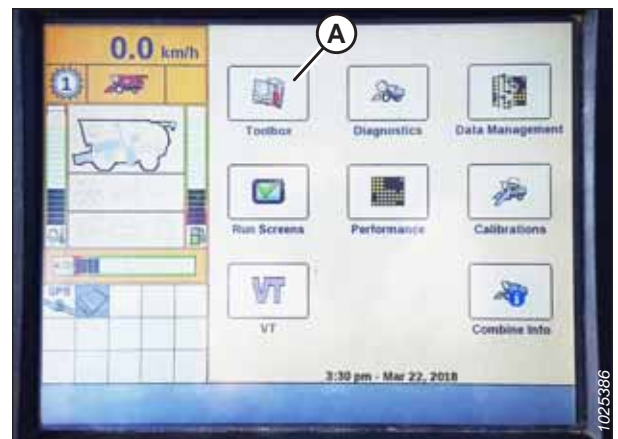 A
0.0 km/h
1
Toolbox
Diagnostics
Data Management
Run Screens
Performance
Calibrations
GPS
VT
VT
Combine Info
3:30 pm - Mar 22, 2018
1025386